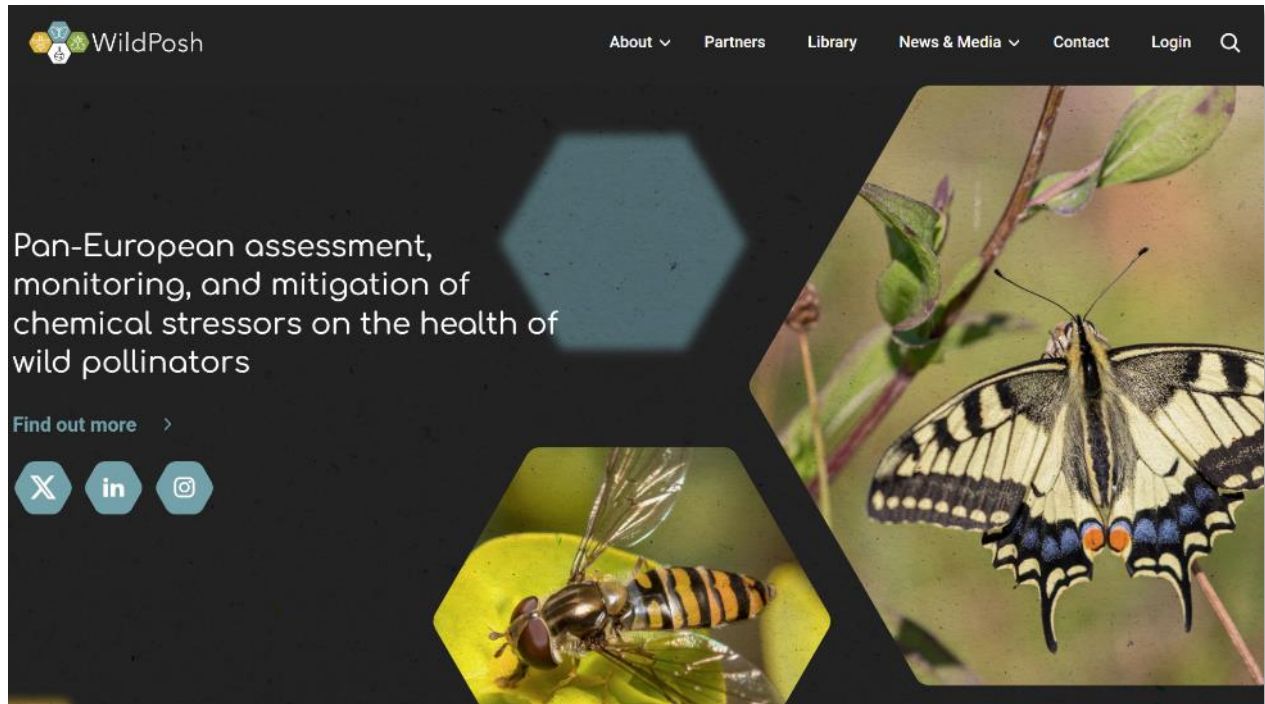 WildPosh
About
Partners
Library
News & Media
Contact
Login
Pan-European assessment,
monitoring, and mitigation of
chemical stressors on the health of
wild pollinators
Find out more
in